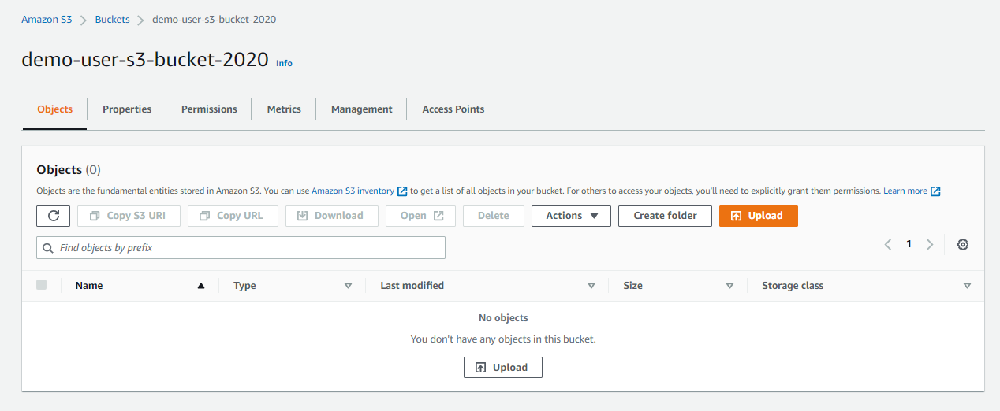 Amazon S3 Buckets demo-user-s3-bucket-2020
demo-user-s3-bucket-2020 Info
Objects Properties Permissions Metrics Management Access Points
Objects (0)
Objects are the fundamental entities stored in Amazon S3. You can use Amazon S3 inventory to get a list of all objects in your bucket. For others to access your objects, you'll need to explicitly grant them permissions. Learn more
Copy S3 URI Copy URL Download Open Delete Actions Create folder Upload
Find objects by prefix 1
Name Type Last modified Size Storage class
No objects
You don't have any objects in this bucket.
Upload